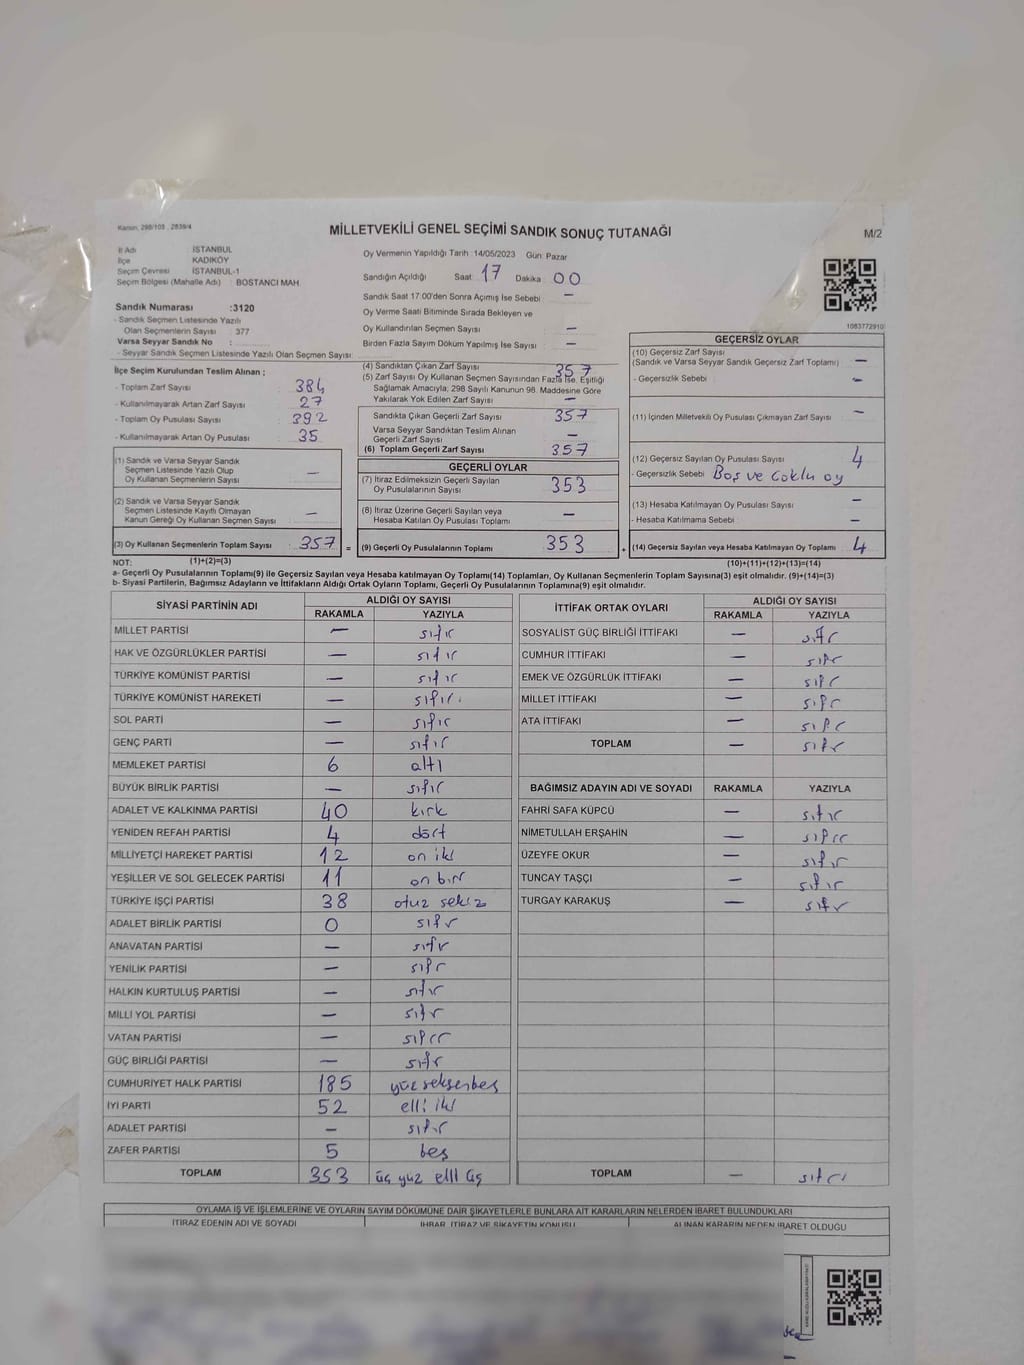 Kanun, 298/103 , 2839/4
MİLLETVEKİLİ GENEL SEÇİMİ SANDIK SONUÇ TUTANAĞI
M/2
İl Adı İSTANBUL
İlçe KADIKÖY
Seçim Çevresi İSTANBUL-1
Seçim Bölgesi (Mahalle Adı) : BOSTANCI MAH.
Oy Vermenin Yapıldığı Tarih :14/05/2023 Gün: Pazar
Sandığın Açıldığı Saat: 17 Dakika 00
Sandık Saat 17:00'den Sonra Açımış İse Sebebi : —
Oy Verme Saati Bitiminde Sırada Bekleyen ve
Oy Kullandırılan Seçmen Sayısı : —
Birden Fazla Sayım Döküm Yapılmış İse Sayısı : —
1083772910
Sandık Numarası :3120
- Sandık Seçmen Listesinde Yazılı
Olan Seçmenlerin Sayısı : 377
Varsa Seyyar Sandık No :
- Seyyar Sandık Seçmen Listesinde Yazılı Olan Seçmen Sayısı:
İlçe Seçim Kurulundan Teslim Alınan ;
- Toplam Zarf Sayısı : 384
- Kullanılmayarak Artan Zarf Sayısı : 27
- Toplam Oy Pusulası Sayısı : 392
- Kullanılmayarak Artan Oy Pusulası : 35
(4) Sandıktan Çıkan Zarf Sayısı : 357
(5) Zarf Sayısı Oy Kullanan Seçmen Sayısından Fazla İse, Eşitliği
Sağlamak Amacıyla; 298 Sayılı Kanunun 98. Maddesine Göre
Yakılarak Yok Edilen Zarf Sayısı : —
Sandıkta Çıkan Geçerli Zarf Sayısı : 357
Varsa Seyyar Sandıktan Teslim Alınan
Geçerli Zarf Sayısı : —
(6) Toplam Geçerli Zarf Sayısı : 357
GEÇERSİZ OYLAR
(10) Geçersiz Zarf Sayısı
(Sandık ve Varsa Seyyar Sandık Geçersiz Zarf Toplamı) : —
- Geçersizlik Sebebi : —
(11) İçinden Milletvekili Oy Pusulası Çıkmayan Zarf Sayısı : —
(12) Geçersiz Sayılan Oy Pusulası Sayısı : 4
- Geçersizlik Sebebi : Boş ve çoklu oy
(13) Hesaba Katılmayan Oy Pusulası Sayısı : —
- Hesaba Katılmama Sebebi : —
(1) Sandık ve Varsa Seyyar Sandık
Seçmen Listesinde Yazılı Olup
Oy Kullanan Seçmenlerin Sayısı : —
(2) Sandık ve Varsa Seyyar Sandık
Seçmen Listesinde Kayıtlı Olmayan
Kanun Gereği Oy Kullanan Seçmen Sayısı : —
GEÇERLİ OYLAR
(7) İtiraz Edilmeksizin Geçerli Sayılan
Oy Pusulalarının Sayısı : 353
(8) İtiraz Üzerine Geçerli Sayılan veya
Hesaba Katılan Oy Pusulası Toplamı : —
(3) Oy Kullanan Seçmenlerin Toplam Sayısı : 357 = (9) Geçerli Oy Pusulalarının Toplamı : 353 + (14) Geçersiz Sayılan veya Hesaba Katılmayan Oy Toplamı : 4
NOT: (1)+(2)=(3) (10)+(11)+(12)+(13)=(14)
a- Geçerli Oy Pusulasının Toplamı(9) ile Geçersiz Sayılan veya Hesaba katılmayan Oy Toplamı(14) Toplamları, Oy Kullanan Seçmenlerin Toplam Sayısına(3) eşit olmalıdır. (9)+(14)=(3)
b- Siyasi Partilerin, Bağımsız Adayların ve İttifakların Aldığı Ortak Oyların Toplamı, Geçerli Oy Pusulalarının Toplamına(9) eşit olmalıdır.
SİYASİ PARTİNİN ADI ALDIĞI OY SAYISI
RAKAMLA YAZIYLA
MİLLET PARTİSİ — sıfır
HAK VE ÖZGÜRLÜKLER PARTİSİ — sıfır
TÜRKİYE KOMÜNİST PARTİSİ — sıfır
TÜRKİYE KOMÜNİST HAREKETİ — sıfır
SOL PARTİ — sıfır
GENÇ PARTİ — sıfır
MEMLEKET PARTİSİ 6 altı
BÜYÜK BİRLİK PARTİSİ — sıfır
ADALET VE KALKINMA PARTİSİ 40 kırk
YENİDEN REFAH PARTİSİ 4 dört
MİLLİYETÇİ HAREKET PARTİSİ 12 on iki
YEŞİLLER VE SOL GELECEK PARTİSİ 11 on bir
TÜRKİYE İŞÇİ PARTİSİ 38 otuz sekiz
ADALET BİRLİK PARTİSİ 0 sıfır
ANAVATAN PARTİSİ — sıfır
YENİLİK PARTİSİ — sıfır
HALKIN KURTULUŞ PARTİSİ — sıfır
MİLLİ YOL PARTİSİ — sıfır
VATAN PARTİSİ — sıfır
GÜÇ BİRLİĞİ PARTİSİ — sıfır
CUMHURİYET HALK PARTİSİ 185 yüz seksenbeş
İYİ PARTİ 52 elli iki
ADALET PARTİSİ — sıfır
ZAFER PARTİSİ 5 beş
TOPLAM 353 üç yüz elli üç
İTTİFAK ORTAK OYLARI ALDIĞI OY SAYISI
RAKAMLA YAZIYLA
SOSYALİST GÜÇ BİRLİĞİ İTTİFAKI — sıfır
CUMHUR İTTİFAKI — sıfır
EMEK VE ÖZGÜRLÜK İTTİFAKI — sıfır
MİLLET İTTİFAKI — sıfır
ATA İTTİFAKI — sıfır
TOPLAM — sıfır
BAĞIMSIZ ADAYIN ADI VE SOYADI RAKAMLA YAZIYLA
FAHRİ SAFA KÜPCÜ — sıfır
NİMETULLAH ERŞAHİN — sıfır
ÜZEYFE OKUR — sıfır
TUNCAY TAŞÇI — sıfır
TURGAY KARAKUŞ — sıfır
TOPLAM — sıfır
OYLAMA İŞ VE İŞLEMLERİNE VE OYLARIN SAYIM DÖKÜMÜNE DAİR ŞİKAYETLERLE BUNLARA AİT KARARLARIN NELERDEN İBARET BULUNDUKLARI
İTİRAZ EDENİN ADI VE SOYADI İHBAR, İTİRAZ VE ŞİKAYETİN KONUSU ALINAN KARARIN NEDEN İBARET OLDUĞU